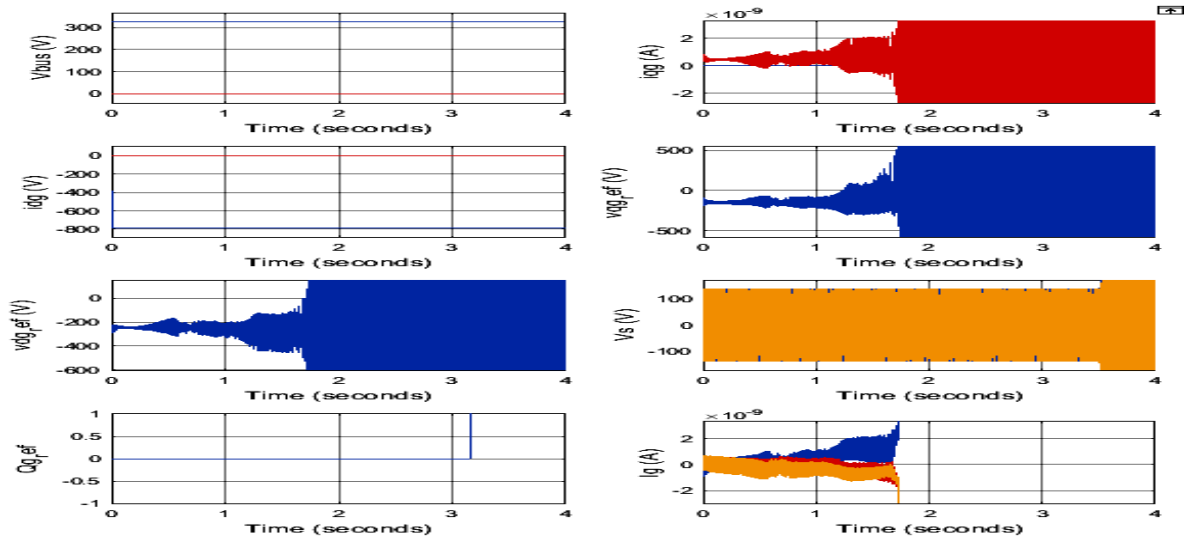 Vbus (V)
300
200
100
0
0 1 2 3 4
Time (seconds)
× 10⁻⁹
iqg (A)
2
0
-2
0 1 2 3 4
Time (seconds)
idg (V)
0
-200
-400
-600
-800
0 1 2 3 4
Time (seconds)
vqg_ref (V)
500
0
-500
0 1 2 3 4
Time (seconds)
vdg_ref (V)
0
-200
-400
-600
0 1 2 3 4
Time (seconds)
Vs (V)
100
0
-100
0 1 2 3 4
Time (seconds)
Qg_ref
1
0.5
0
-0.5
-1
0 1 2 3 4
Time (seconds)
× 10⁻⁹
Ig (A)
2
0
-2
0 1 2 3 4
Time (seconds)